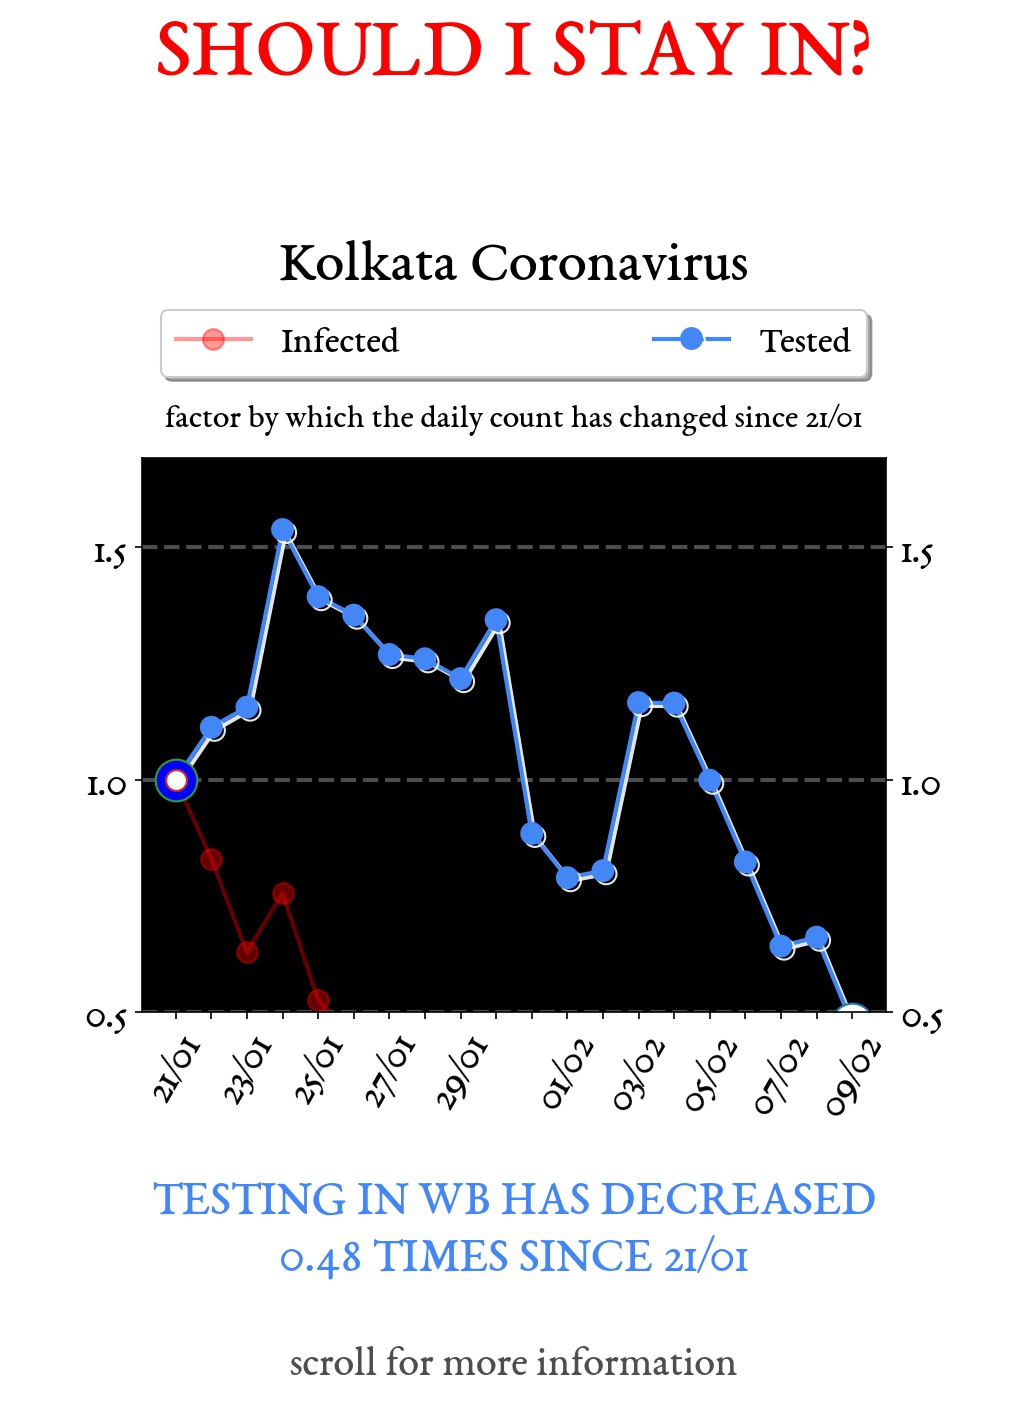 SHOULD I STAY IN?
Kolkata Coronavirus
Infected Tested
factor by which the daily count has changed since 21/01
1.5 1.5
1.0 1.0
0.5 0.5
21/01 23/01 25/01 27/01 29/01 01/02 03/02 05/02 07/02 09/02
TESTING IN WB HAS DECREASED
0.48 TIMES SINCE 21/01
scroll for more information